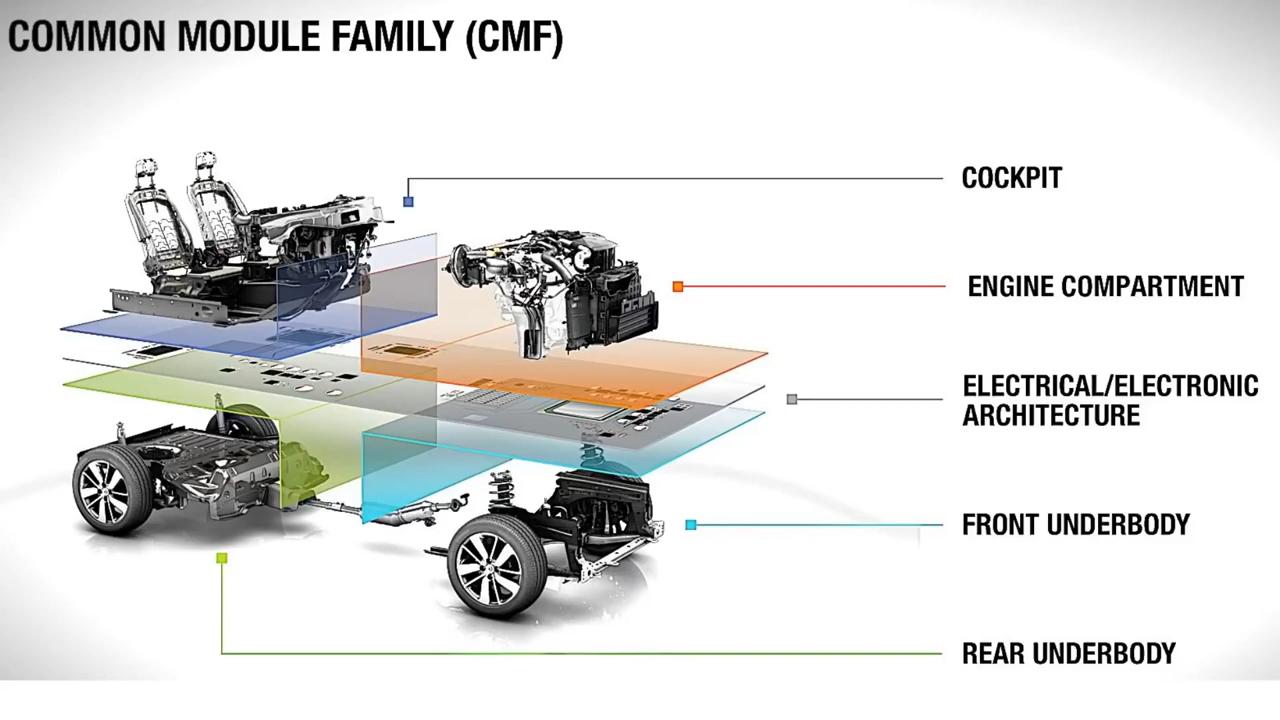 COMMON MODULE FAMILY (CMF)
COCKPIT
ENGINE COMPARTMENT
ELECTRICAL/ELECTRONIC
ARCHITECTURE
FRONT UNDERBODY
REAR UNDERBODY